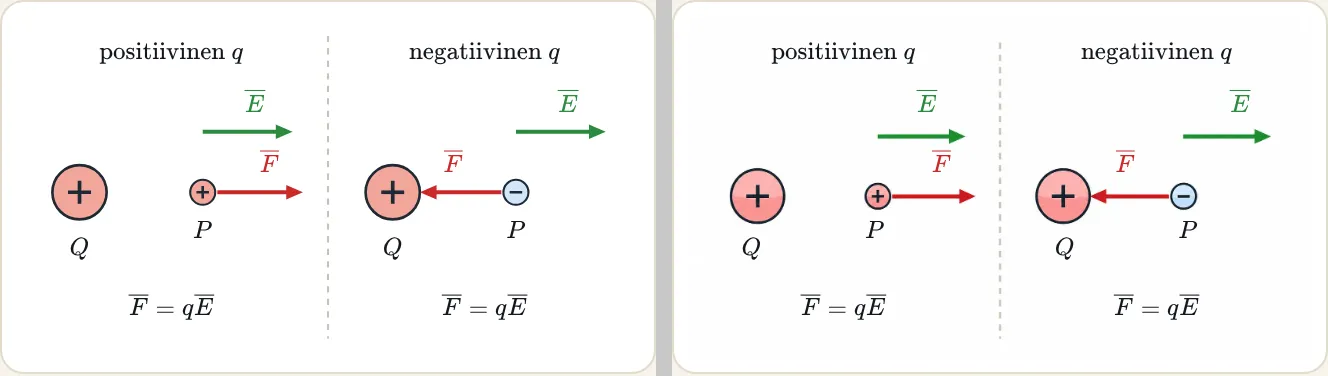 positiivinen q
negatiivinen q
E̅
E̅
F̅
F̅
+
+
+
−
Q
P
Q
P
F̅ = qE̅
F̅ = qE̅
positiivinen q
negatiivinen q
E̅
E̅
F̅
F̅
+
+
+
−
Q
P
Q
P
F̅ = qE̅
F̅ = qE̅